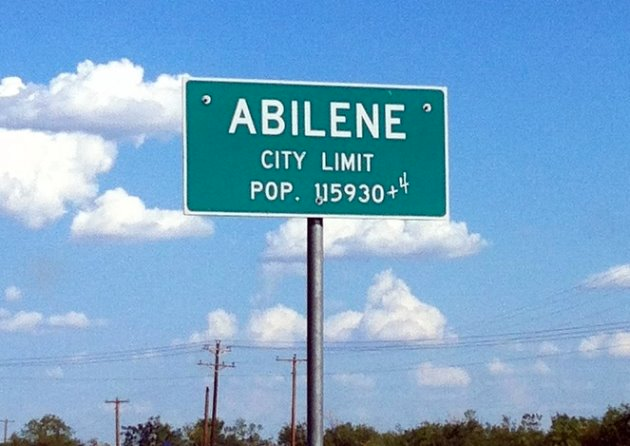 ABILENE
CITY LIMIT
POP. 115930+4